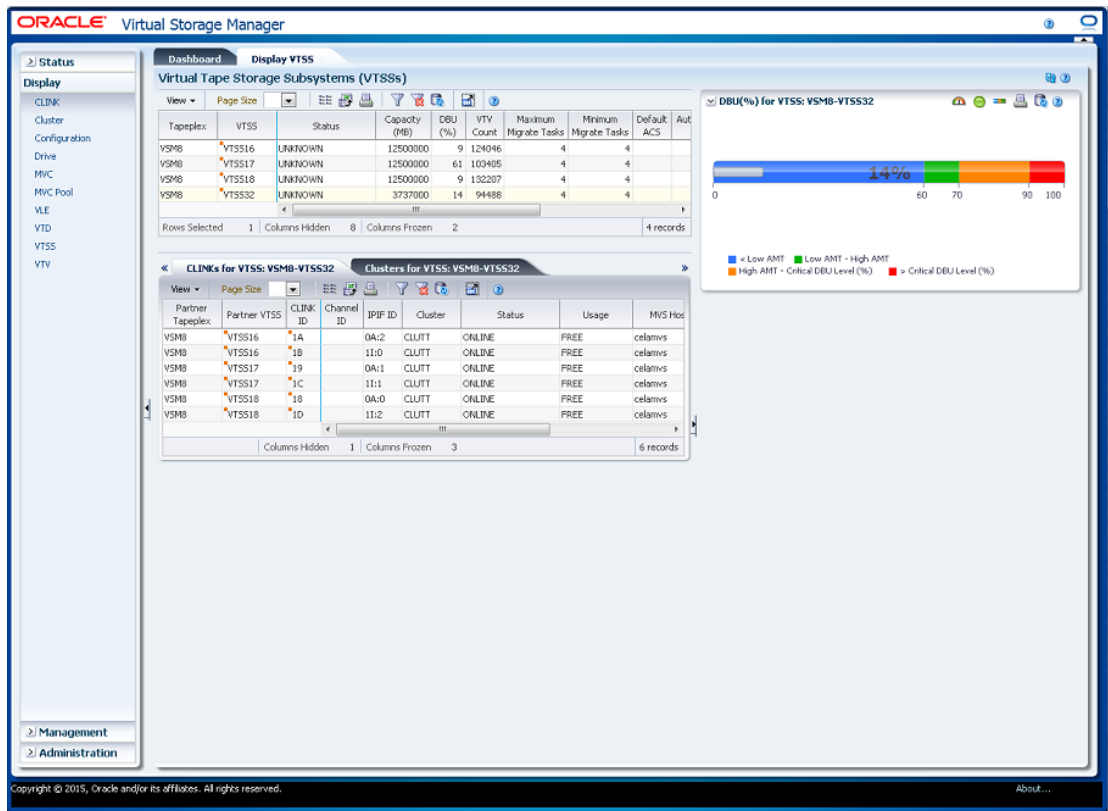 ORACLE Virtual Storage Manager
Status
Display
CLINK
Cluster
Configuration
Drive
MVC
MVC Pool
VLE
VTD
VTSS
VTV
Management
Administration
Dashboard Display VTSS
Virtual Tape Storage Subsystems (VTSSs)
View Page Size
Tapeplex VTSS Status Capacity (MB) DBU (%) VTV Count Maximum Migrate Tasks Minimum Migrate Tasks Default ACS Aut
VSM8 VTSS16 UNKNOWN 12500000 9 124046 4 4
VSM8 VTSS17 UNKNOWN 12500000 61 103405 4 4
VSM8 VTSS18 UNKNOWN 12500000 9 132207 4 4
VSM8 VTSS32 UNKNOWN 3737000 14 94488 4 4
Rows Selected 1 Columns Hidden 8 Columns Frozen 2 4 records
CLINKs for VTSS: VSM8-VTSS32 Clusters for VTSS: VSM8-VTSS32
View Page Size
Partner Tapeplex Partner VTSS CLINK ID Channel ID IPIF ID Cluster Status Usage MVS Hos
VSM8 VTSS16 1A 0A:2 CLUTT ONLINE FREE celamvs
VSM8 VTSS16 1B 1I:0 CLUTT ONLINE FREE celamvs
VSM8 VTSS17 19 0A:1 CLUTT ONLINE FREE celamvs
VSM8 VTSS17 1C 1I:1 CLUTT ONLINE FREE celamvs
VSM8 VTSS18 18 0A:0 CLUTT ONLINE FREE celamvs
VSM8 VTSS18 1D 1I:2 CLUTT ONLINE FREE celamvs
Columns Hidden 1 Columns Frozen 3 6 records
DBU(%) for VTSS: VSM8-VTSS32
14%
0 60 70 90 100
< Low AMT Low AMT - High AMT
High AMT - Critical DBU Level (%) > Critical DBU Level (%)
Copyright © 2015, Oracle and/or its affiliates. All rights reserved.
About...